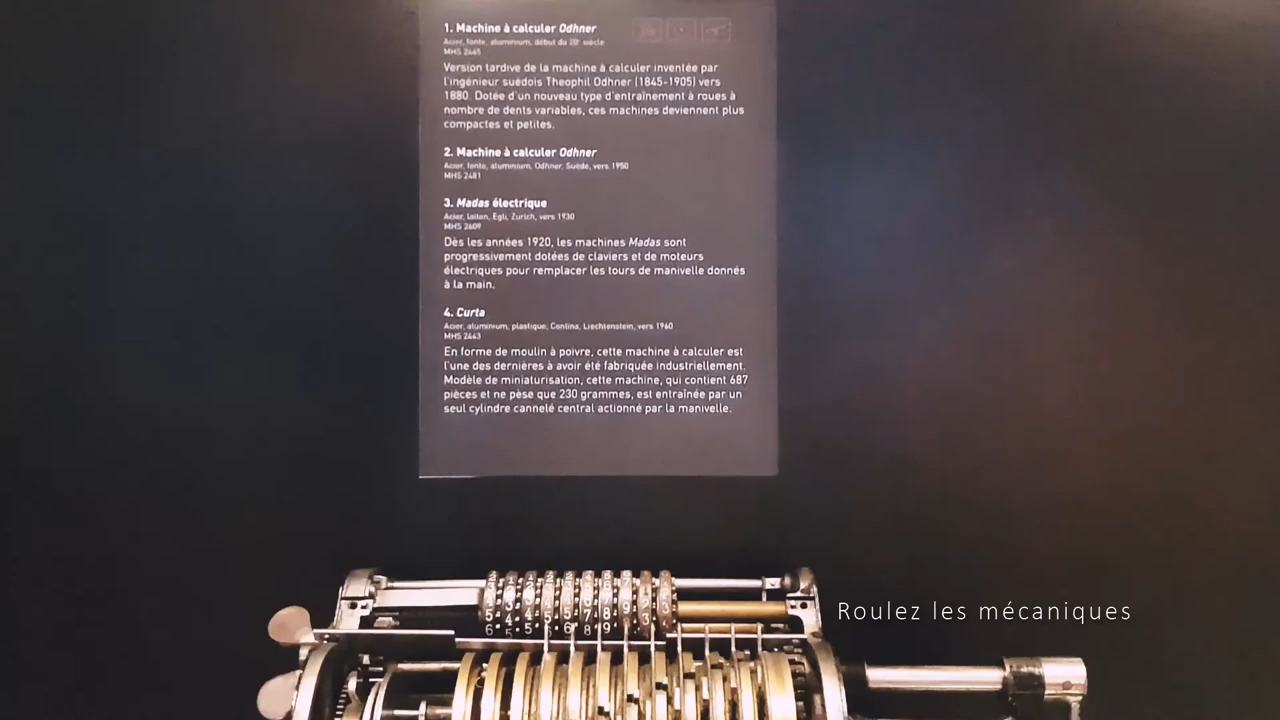 1. Machine à calculer Odhner
Acier, fonte, aluminium, début du 20e siècle
MHS 2445
Version tardive de la machine à calculer inventée par
l'ingénieur suédois Theophil Odhner (1845-1905) vers
1880. Dotée d'un nouveau type d'entraînement à roues à
nombre de dents variables, ces machines deviennent plus
compactes et petites.
2. Machine à calculer Odhner
Acier, fonte, aluminium, Odhner, Suède, vers 1950
MHS 2481
3. Madas électrique
Acier, laiton, Egli, Zurich, vers 1930
MHS 2609
Dès les années 1920, les machines Madas sont
progressivement dotées de claviers et de moteurs
électriques pour remplacer les tours de manivelle donnés
à la main.
4. Curta
Acier, aluminium, plastique, Contina, Liechtenstein, vers 1960
MHS 2443
En forme de moulin à poivre, cette machine à calculer est
l'une des dernières à avoir été fabriquée industriellement.
Modèle de miniaturisation, cette machine, qui contient 687
pièces et ne pèse que 230 grammes, est entraînée par un
seul cylindre cannelé central actionné par la manivelle.
Roulez les mécaniques